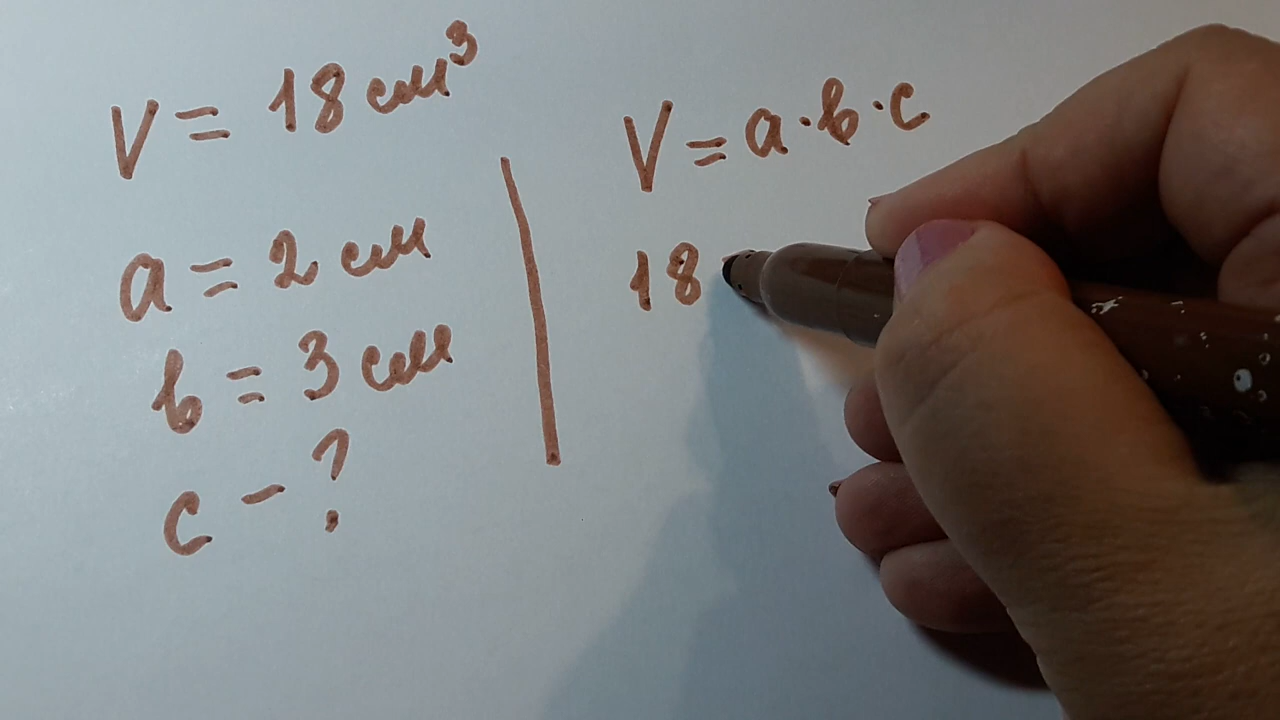 V = 18 см³
a = 2 см
b = 3 см
c - ?
V = a · b · c
18